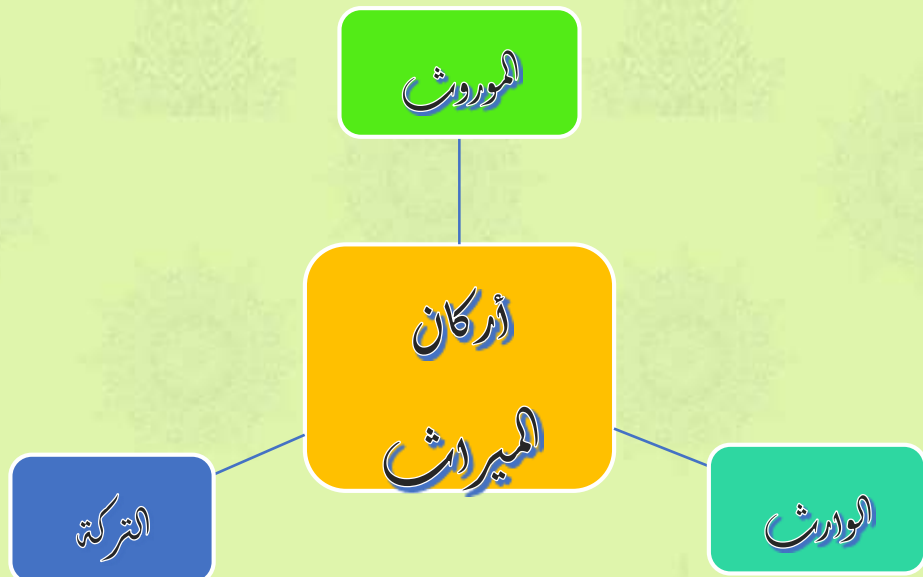 الموروث
أركان
الميراث
الوارث
التركة